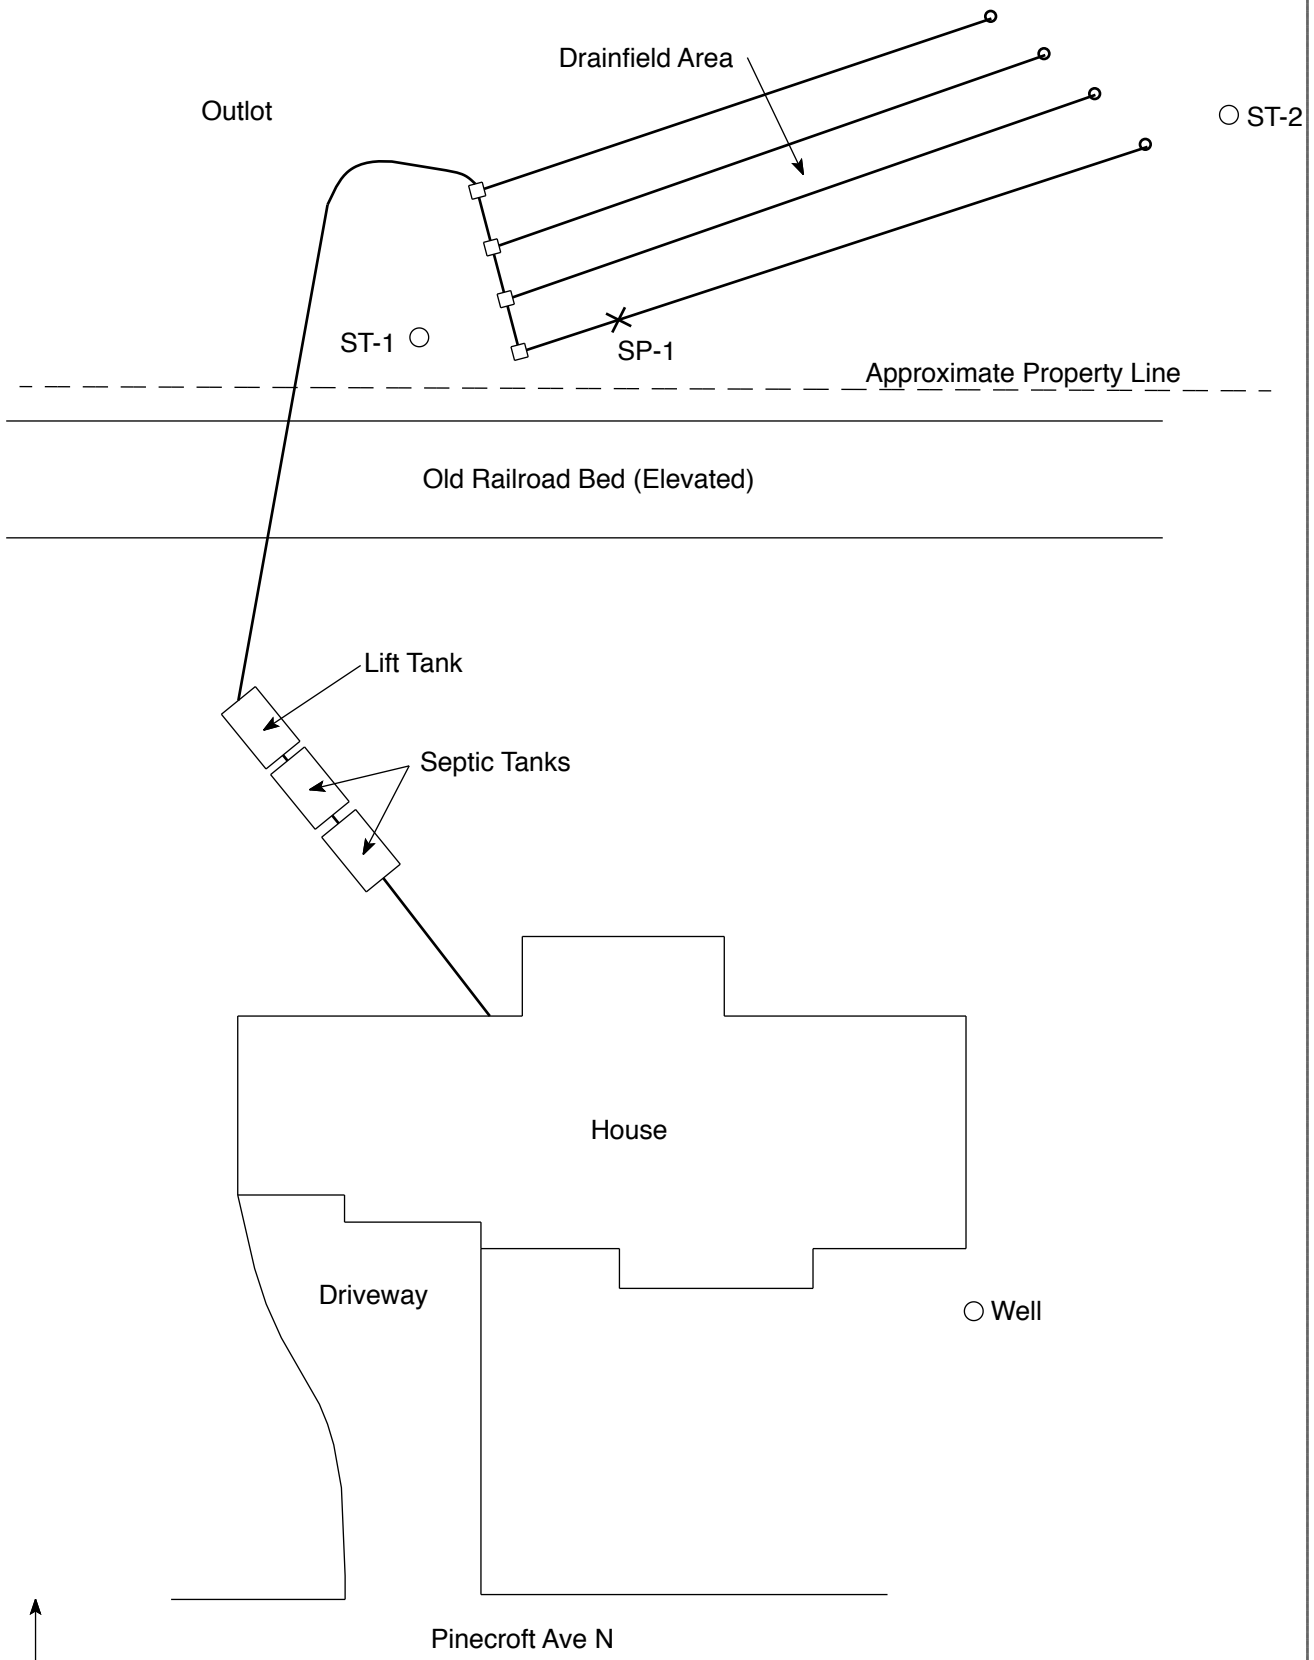 Drainfield Area
Outlot
ST-2
ST-1
SP-1
Approximate Property Line
Old Railroad Bed (Elevated)
Lift Tank
Septic Tanks
House
Driveway
Well
Pinecroft Ave N